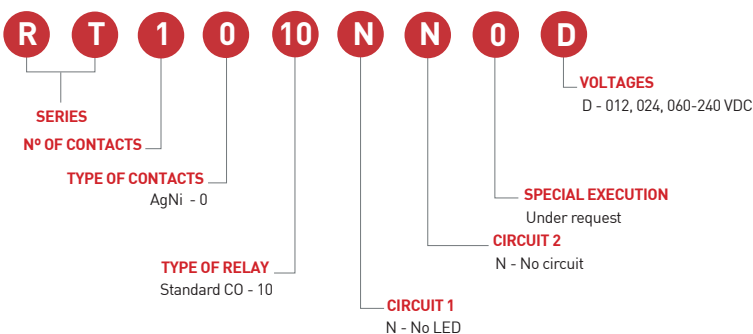 R T 1 0 10 N N 0 D
VOLTAGES
D - 012, 024, 060-240 VDC
SERIES
Nº OF CONTACTS
TYPE OF CONTACTS
AgNi - 0
SPECIAL EXECUTION
Under request
CIRCUIT 2
N - No circuit
TYPE OF RELAY
Standard CO - 10
CIRCUIT 1
N - No LED